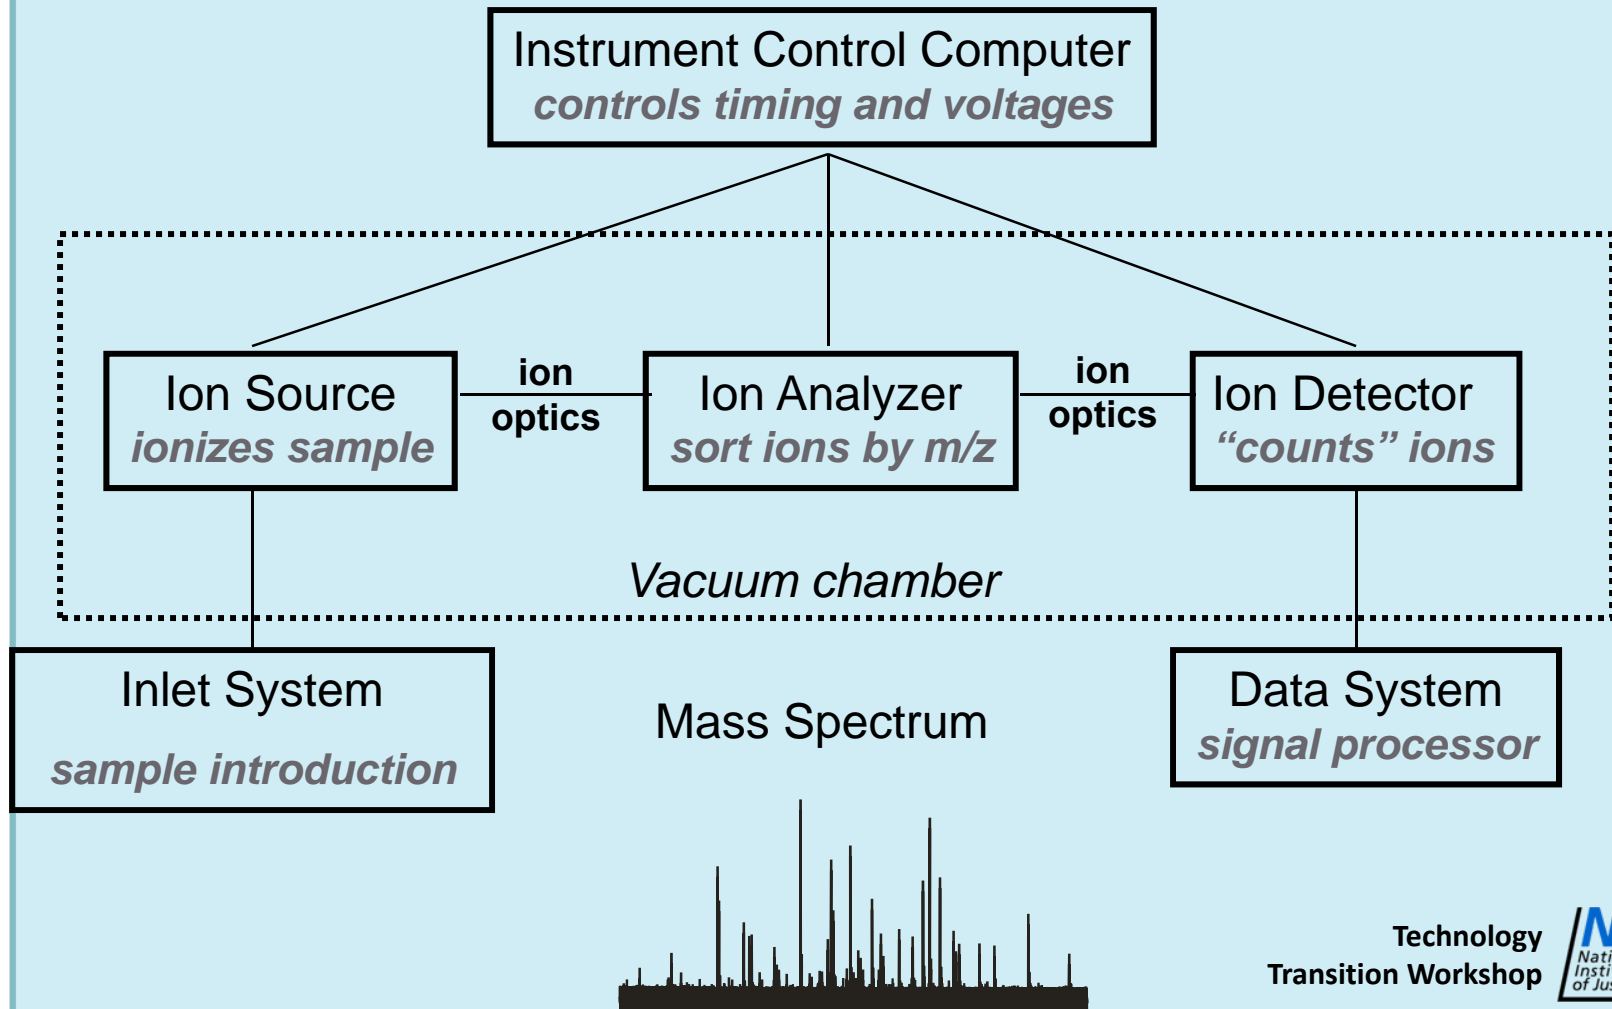 Instrument Control Computer
controls timing and voltages
Ion Source
ionizes sample
ion
optics
Ion Analyzer
sort ions by m/z
ion
optics
Ion Detector
“counts” ions
Vacuum chamber
Inlet System
sample introduction
Mass Spectrum
Data System
signal processor
Technology
Transition Workshop
of